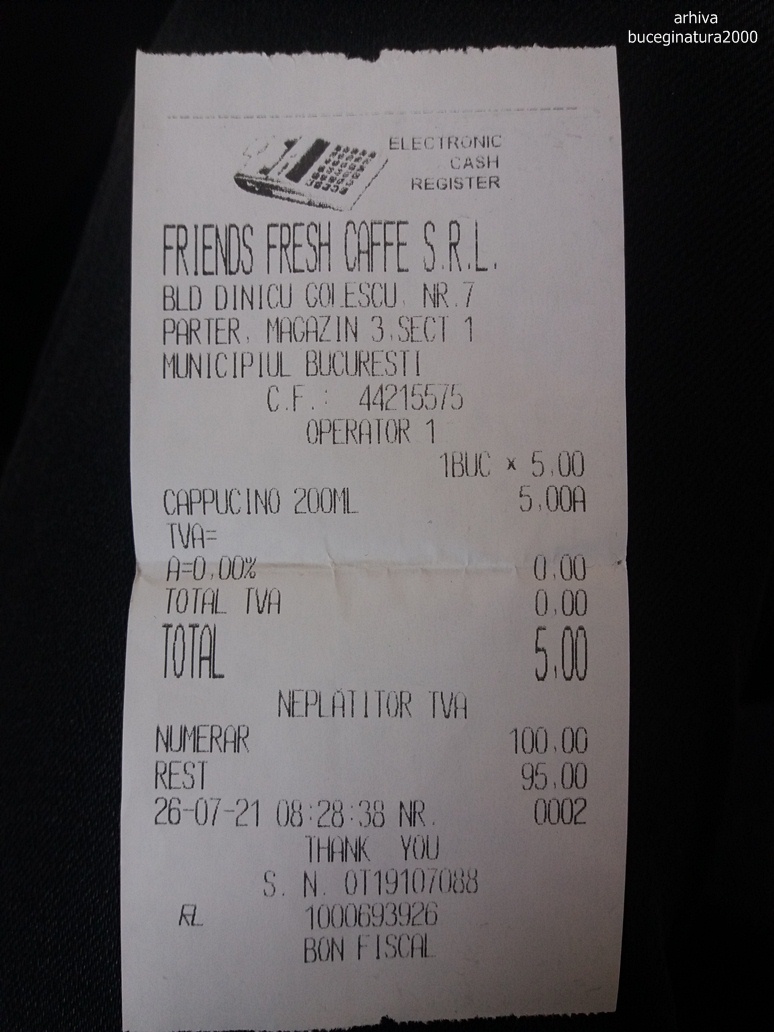 arhiva
buceginatura2000
ELECTRONIC
CASH
REGISTER
FRIENDS FRESH CAFFE S.R.L.
BLD DINICU GOLESCU, NR.7
PARTER, MAGAZIN 3,SECT 1
MUNICIPIUL BUCURESTI
C.F.: 44215575
OPERATOR 1
1BUC × 5,00
CAPPUCINO 200ML 5,00A
TVA=
A=0,00% 0,00
TOTAL TVA 0,00
TOTAL 5,00
NEPLATITOR TVA
NUMERAR 100,00
REST 95,00
26-07-21 08:28:38 NR. 0002
THANK YOU
S. N. OT19107088
1000693926
BON FISCAL